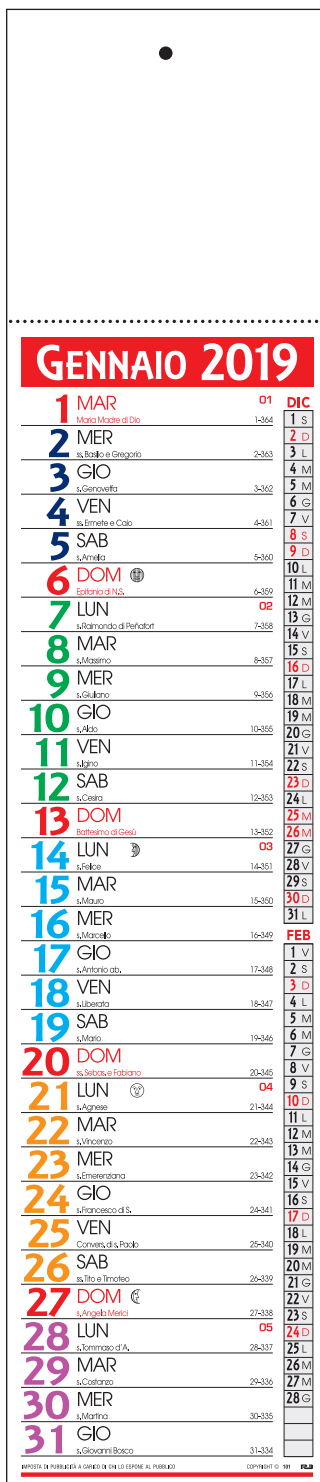 GENNAIO 2019
1 MAR 01
Maria Madre di Dio 1-364
2 MER
ss. Basilio e Gregorio 2-363
3 GIO
s.Genoveffa 3-362
4 VEN
ss. Ermete e Caio 4-361
5 SAB
s.Amelia 5-360
6 DOM
Epifania di N.S. 6-359
7 LUN 02
s.Raimondo di Peñafort 7-358
8 MAR
s.Massimo 8-357
9 MER
s.Giuliano 9-356
10 GIO
s.Aldo 10-355
11 VEN
s.Igino 11-354
12 SAB
s.Cesira 12-353
13 DOM
Battesimo di Gesù 13-352
14 LUN 03
s.Felice 14-351
15 MAR
s.Mauro 15-350
16 MER
s.Marcello 16-349
17 GIO
s.Antonio ab. 17-348
18 VEN
s.Liberata 18-347
19 SAB
s.Mario 19-346
20 DOM
ss.Sebas. e Fabiano 20-345
21 LUN 04
s.Agnese 21-344
22 MAR
s.Vincenzo 22-343
23 MER
s.Emerenziana 23-342
24 GIO
s.Francesco di S. 24-341
25 VEN
Convers. di s. Paolo 25-340
26 SAB
ss.Tito e Timoteo 26-339
27 DOM
s.Angela Merici 27-338
28 LUN 05
s.Tommaso d'A. 28-337
29 MAR
s.Costanzo 29-336
30 MER
s.Martina 30-335
31 GIO
s.Giovanni Bosco 31-334
DIC
1 S
2 D
3 L
4 M
5 M
6 G
7 V
8 S
9 D
10 L
11 M
12 M
13 G
14 V
15 S
16 D
17 L
18 M
19 M
20 G
21 V
22 S
23 D
24 L
25 M
26 M
27 G
28 V
29 S
30 D
31 L
FEB
1 V
2 S
3 D
4 L
5 M
6 M
7 G
8 V
9 S
10 D
11 L
12 M
13 M
14 G
15 V
16 S
17 D
18 L
19 M
20 M
21 G
22 V
23 S
24 D
25 L
26 M
27 M
28 G
IMPOSTA DI PUBBLICITÀ A CARICO DI CHI LO ESPONE AL PUBBLICO COPYRIGHT © 101